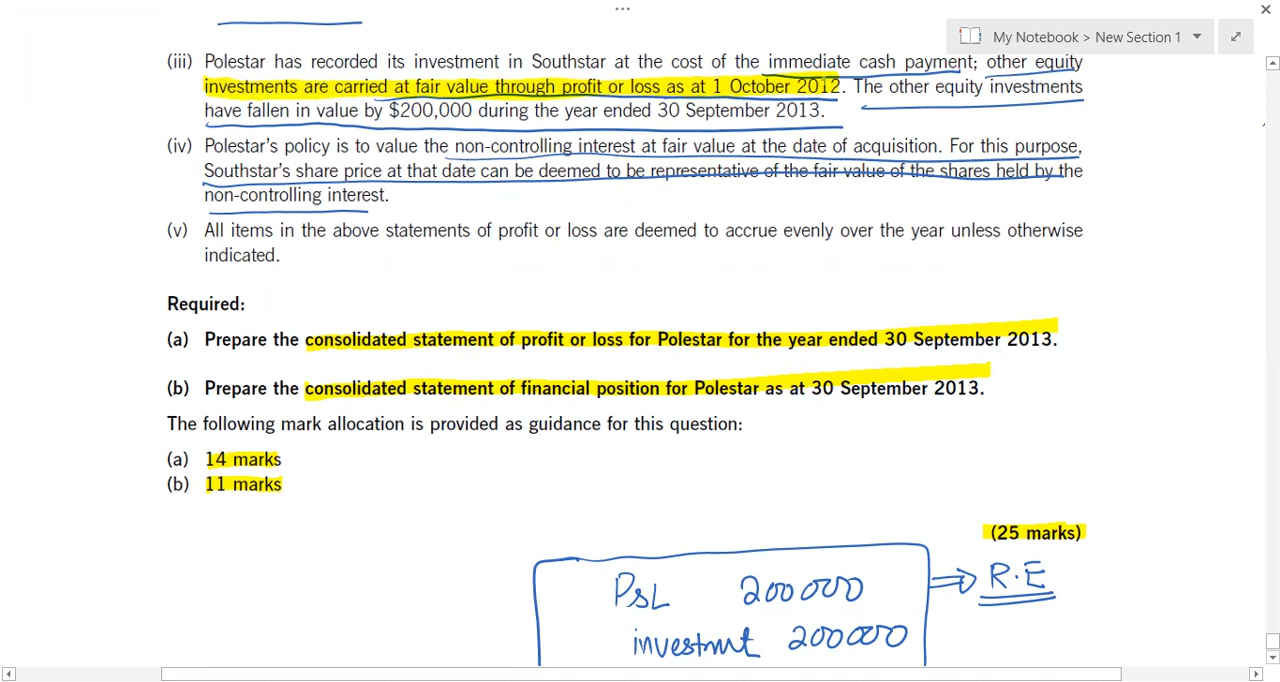 My Notebook > New Section 1
(iii) Polestar has recorded its investment in Southstar at the cost of the immediate cash payment; other equity
investments are carried at fair value through profit or loss as at 1 October 2012. The other equity investments
have fallen in value by $200,000 during the year ended 30 September 2013.
(iv) Polestar's policy is to value the non-controlling interest at fair value at the date of acquisition. For this purpose,
Southstar's share price at that date can be deemed to be representative of the fair value of the shares held by the
non-controlling interest.
(v) All items in the above statements of profit or loss are deemed to accrue evenly over the year unless otherwise
indicated.
Required:
(a) Prepare the consolidated statement of profit or loss for Polestar for the year ended 30 September 2013.
(b) Prepare the consolidated statement of financial position for Polestar as at 30 September 2013.
The following mark allocation is provided as guidance for this question:
(a) 14 marks
(b) 11 marks
(25 marks)
PsL 200000 ⇒ R.E
investmt 200000